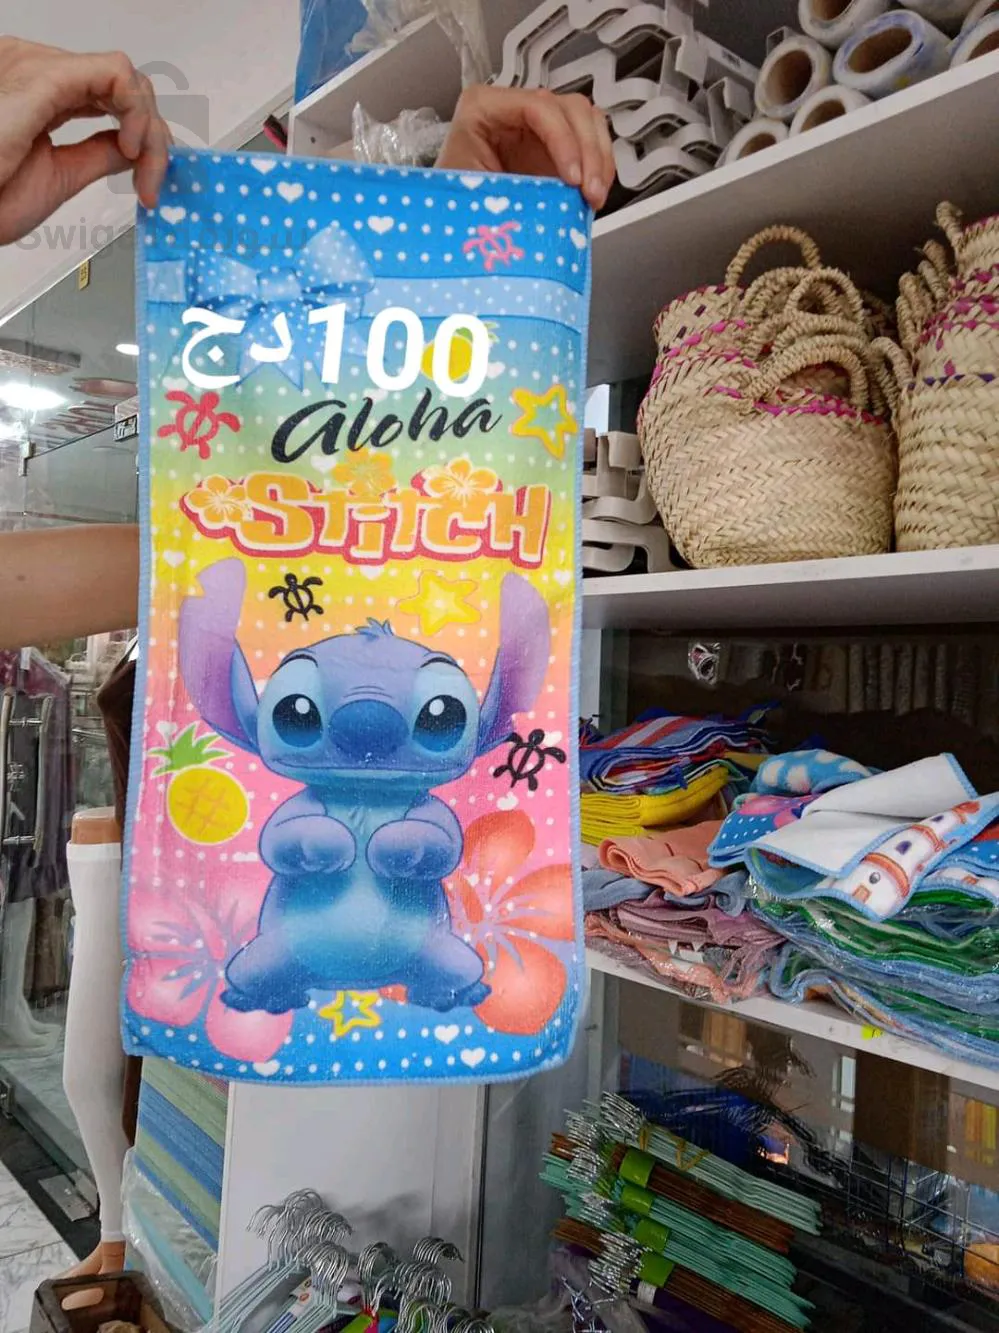 100دج
Aloha
Stitch